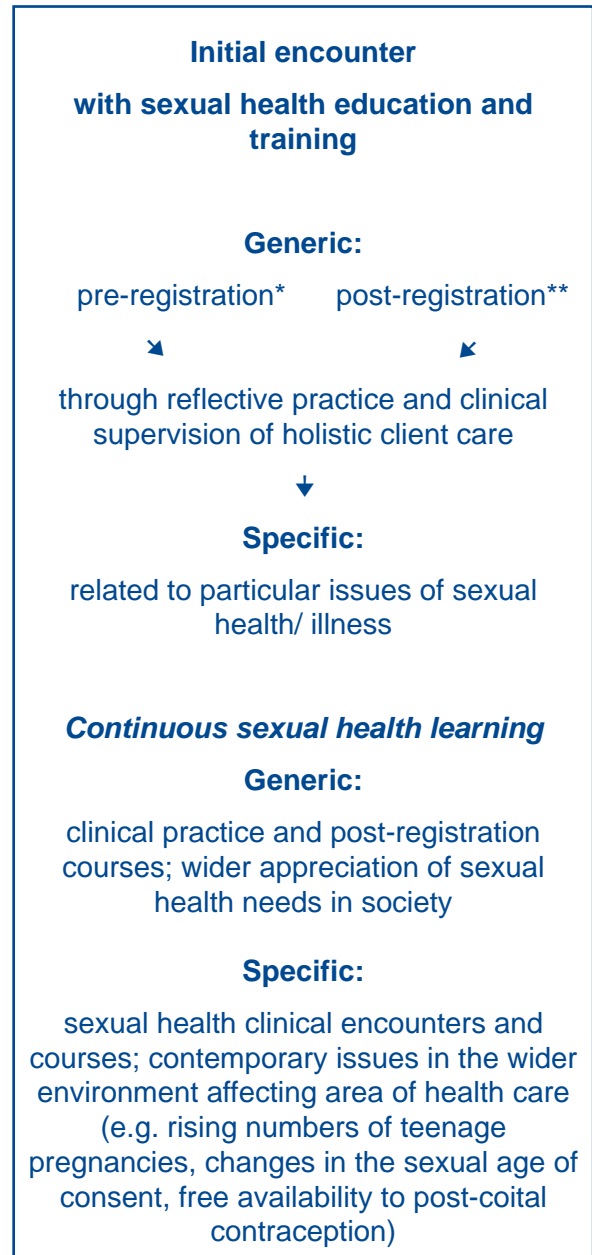 Initial encounter
with sexual health education and
training
Generic:
pre-registration* post-registration**
through reflective practice and clinical
supervision of holistic client care
Specific:
related to particular issues of sexual
health/ illness
Continuous sexual health learning
Generic:
clinical practice and post-registration
courses; wider appreciation of sexual
health needs in society
Specific:
sexual health clinical encounters and
courses; contemporary issues in the wider
environment affecting area of health care
(e.g. rising numbers of teenage
pregnancies, changes in the sexual age of
consent, free availability to post-coital
contraception)